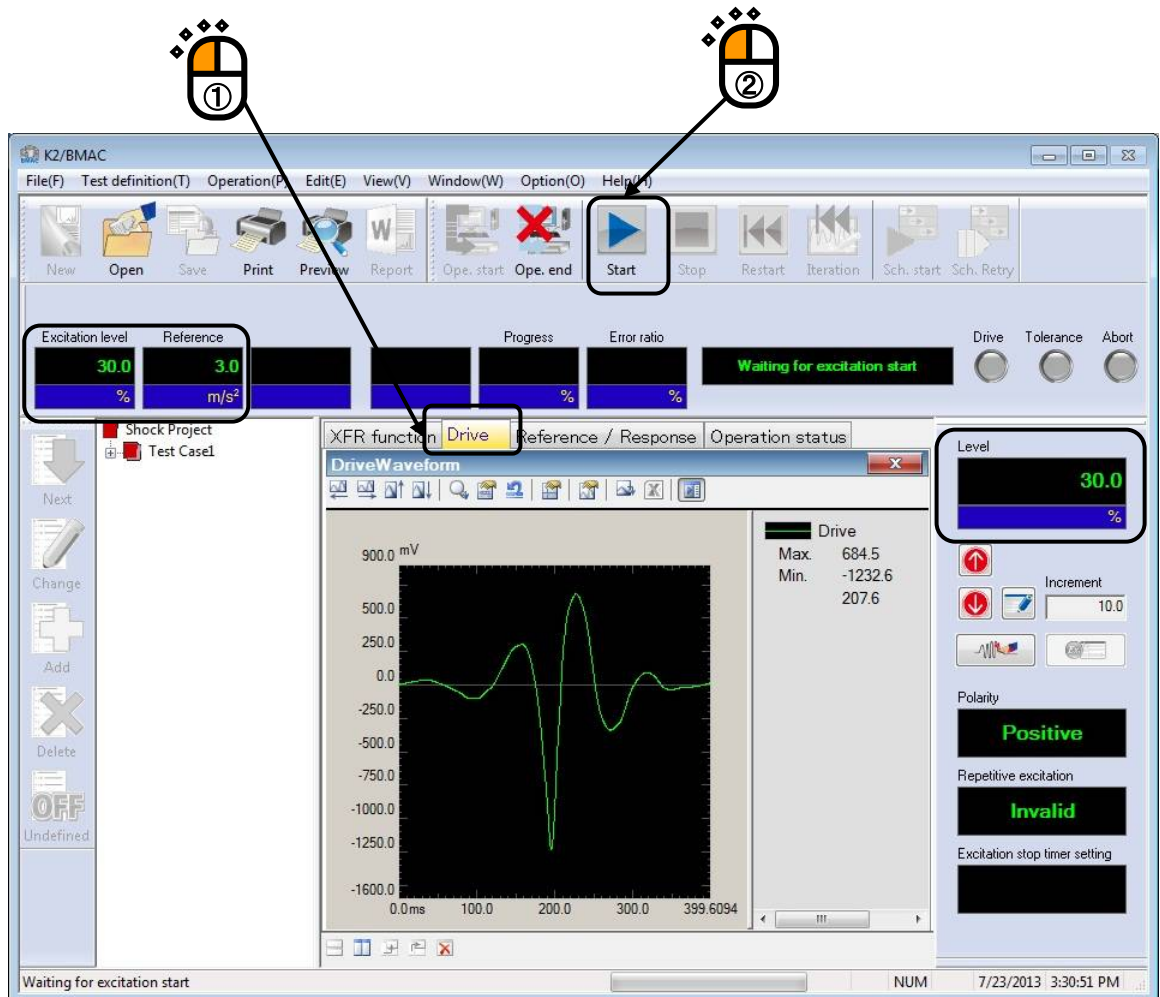 ① ②
K2/BMAC
File(F) Test definition(T) Operation(P) Edit(E) View(V) Window(W) Option(O) Help(H)
New Open Save Print Preview Report Ope. start Ope. end Start Stop Restart Iteration Sch. start Sch. Retry
Excitation level Reference Progress Error ratio Drive Tolerance Abort
30.0 3.0 Waiting for excitation start
% m/s² % %
Shock Project
Test Case1
XFR function Drive Reference / Response Operation status
DriveWaveform
Next
Change
Add
Delete
OFF
Undefined
900.0 mV
500.0
250.0
0.0
-250.0
-500.0
-750.0
-1000.0
-1250.0
-1600.0
0.0ms 100.0 200.0 300.0 399.6094
Drive
Max. 684.5
Min. -1232.6
207.6
Level
30.0
%
Increment
10.0
Polarity
Positive
Repetitive excitation
Invalid
Excitation stop timer setting
Waiting for excitation start NUM 7/23/2013 3:30:51 PM